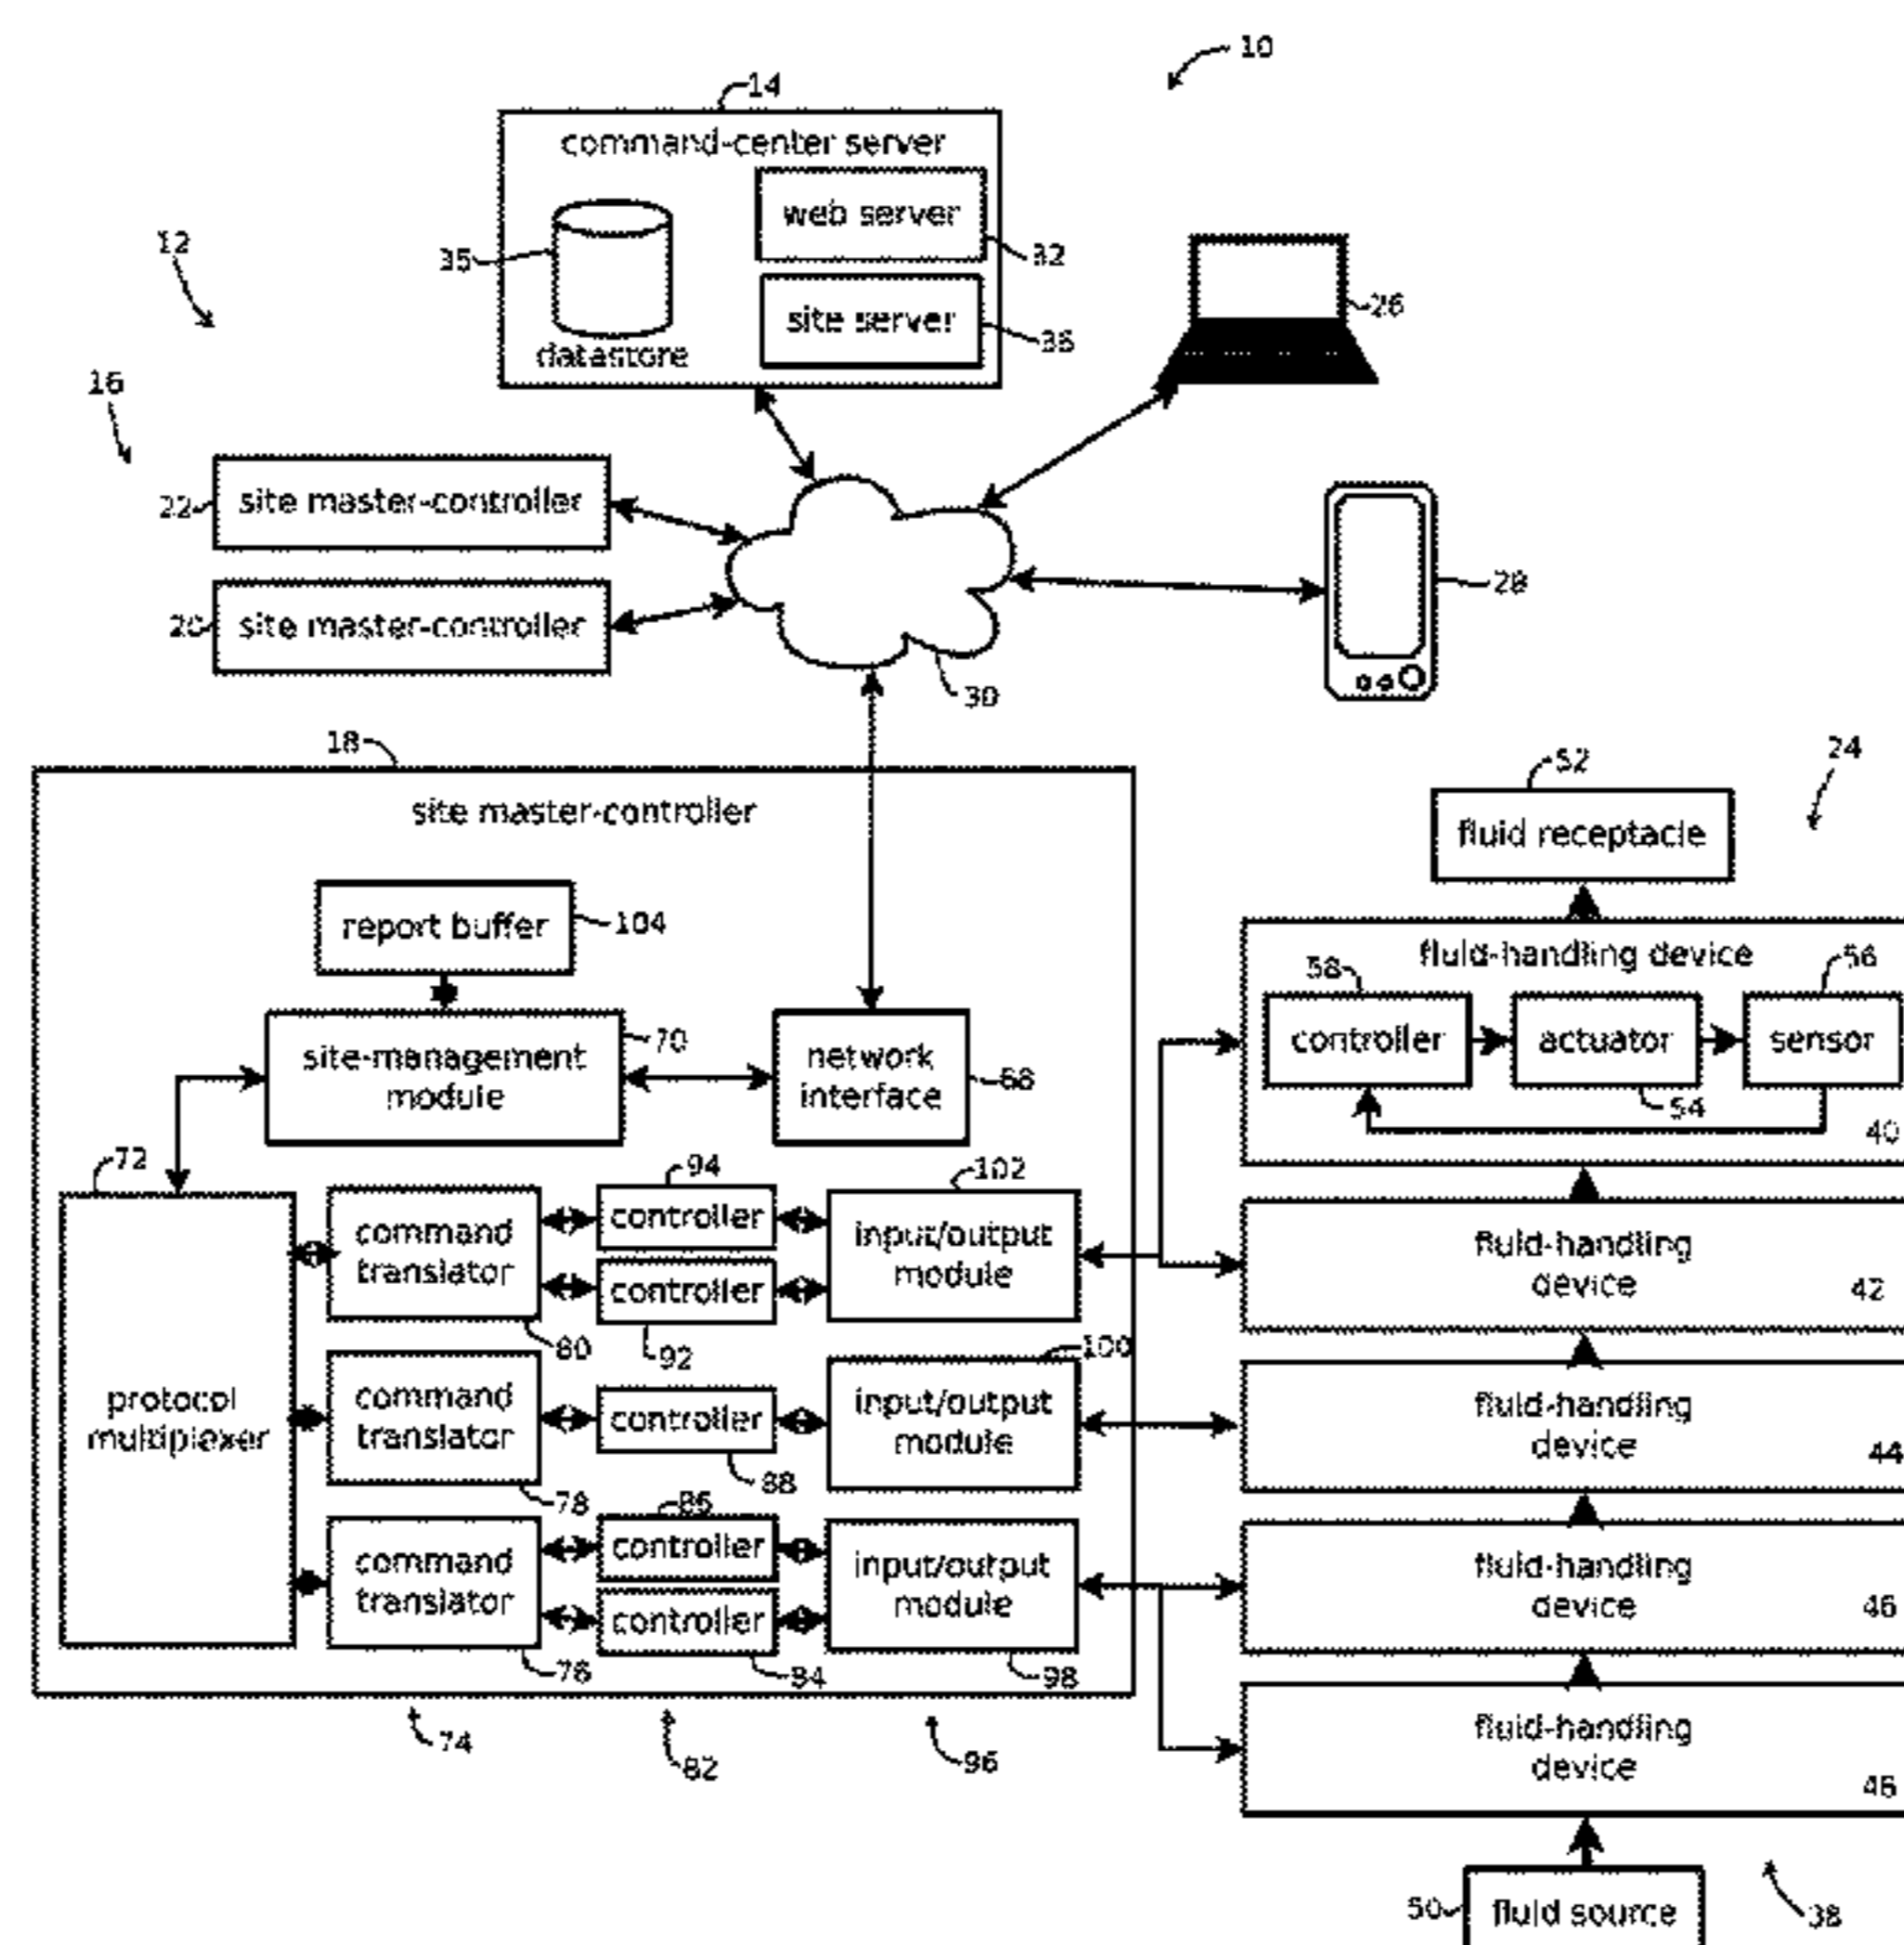 10
14
command-center server
web server
32
12
35
site server
36
datastore
26
16
22
site master-controller
28
20
site master-controller
30
18
site master-controller
52
24
fluid receptacle
report buffer
104
fluid-handling device
58
56
controller
actuator
sensor
54
40
site-management
module
70
network
interface
68
72
94
102
command
translator
controller
input/output
module
fluid-handling
device
42
controller
80
92
100
protocol
multiplexer
command
translator
controller
input/output
module
fluid-handling
device
44
78
88
86
command
translator
controller
input/output
module
fluid-handling
device
46
controller
76
84
98
fluid-handling
device
74
82
96
50
fluid source
38